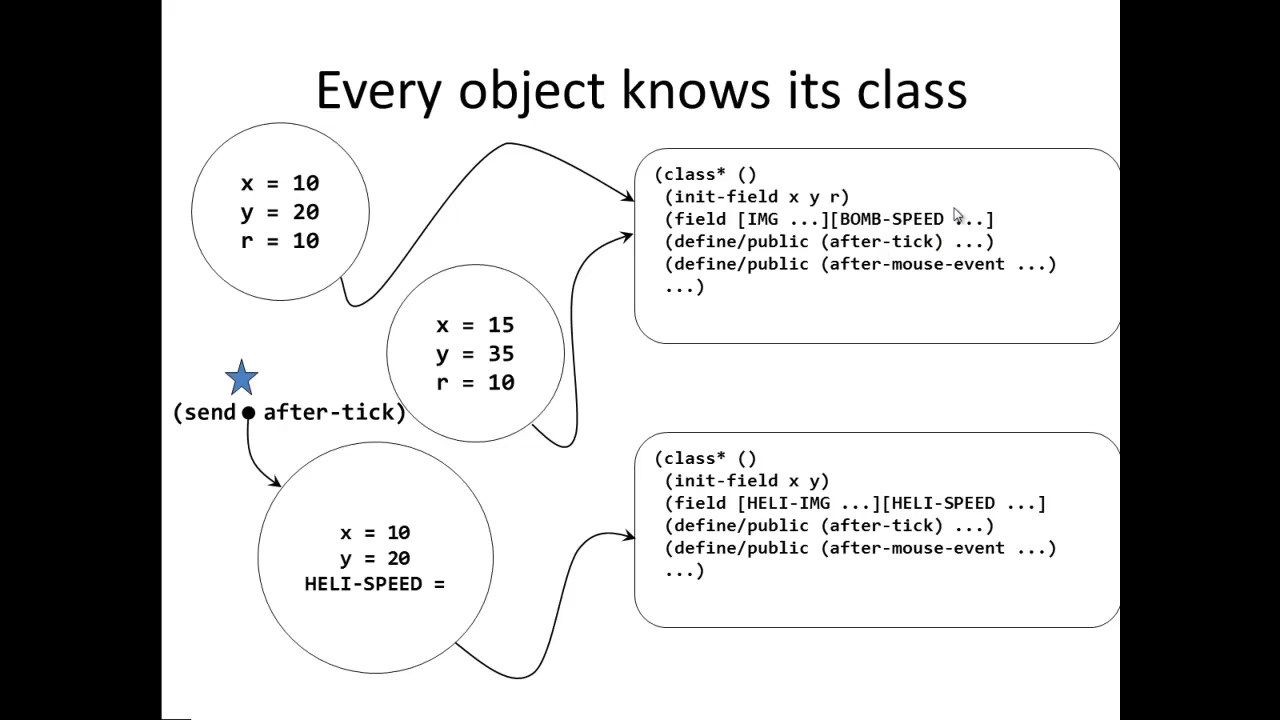 Every object knows its class
x = 10
y = 20
r = 10
(class* ()
(init-field x y r)
(field [IMG ...][BOMB-SPEED ...]
(define/public (after-tick) ...)
(define/public (after-mouse-event ...)
...)
x = 15
y = 35
r = 10
(send after-tick)
x = 10
y = 20
HELI-SPEED =
(class* ()
(init-field x y)
(field [HELI-IMG ...][HELI-SPEED ...]
(define/public (after-tick) ...)
(define/public (after-mouse-event ...)
...)